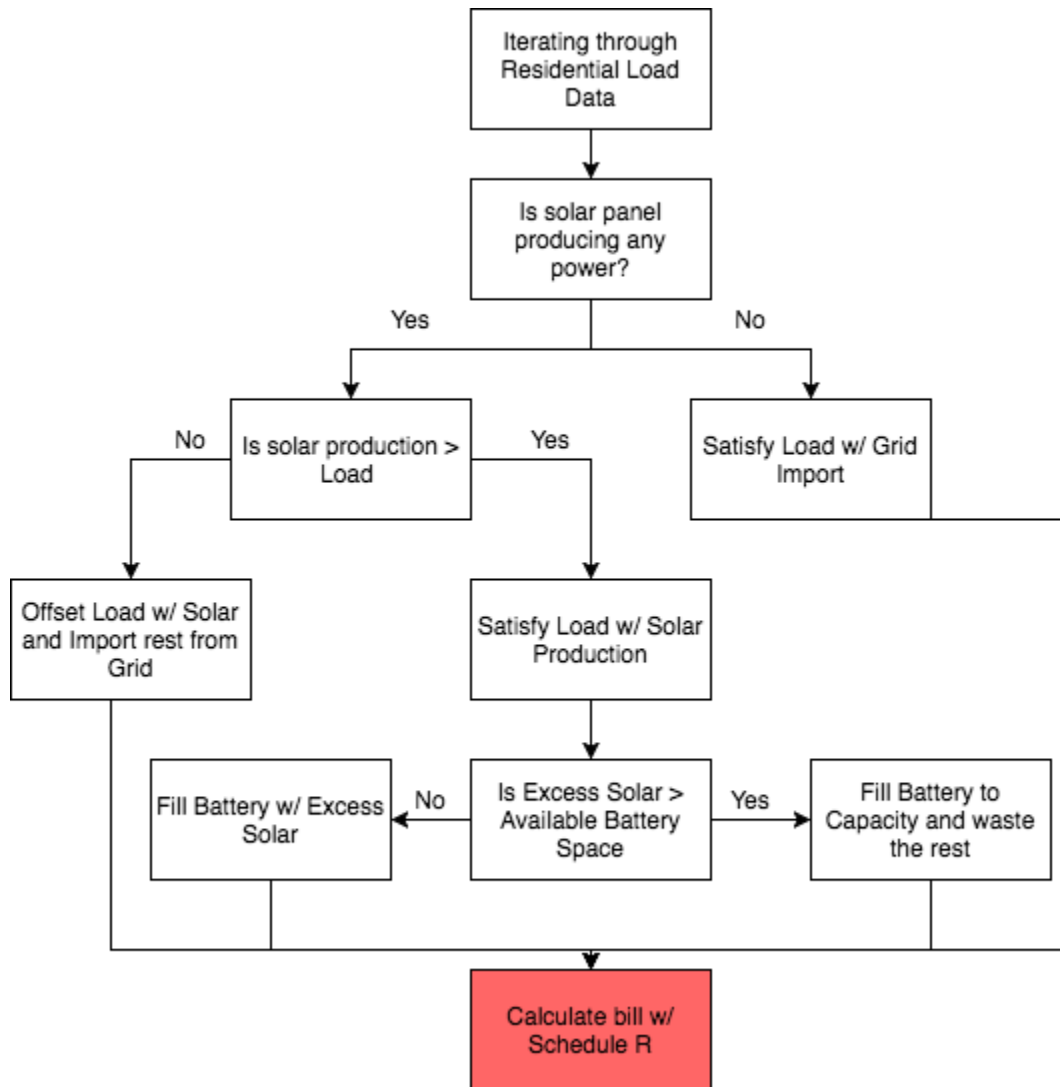 Iterating through
Residential Load
Data
Is solar panel
producing any
power?
Yes
No
Is solar production >
Load
Satisfy Load w/ Grid
Import
No
Yes
Offset Load w/ Solar
and Import rest from
Grid
Satisfy Load w/ Solar
Production
Fill Battery w/ Excess
Solar
No
Is Excess Solar >
Available Battery
Space
Yes
Fill Battery to
Capacity and waste
the rest
Calculate bill w/
Schedule R